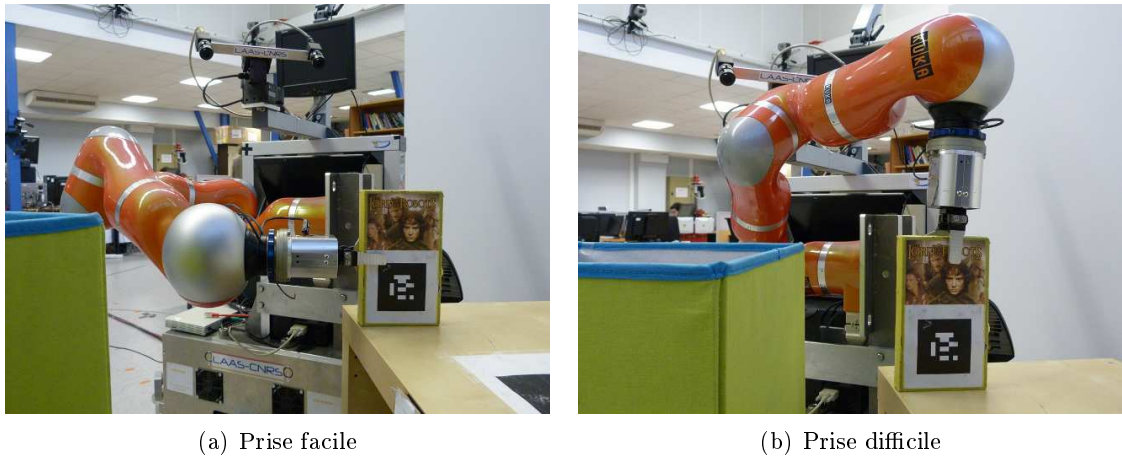 LAAS-CNRS
LAAS-CNRS
(a) Prise facile
LAAS-CNRS
KUKA
(b) Prise difficile